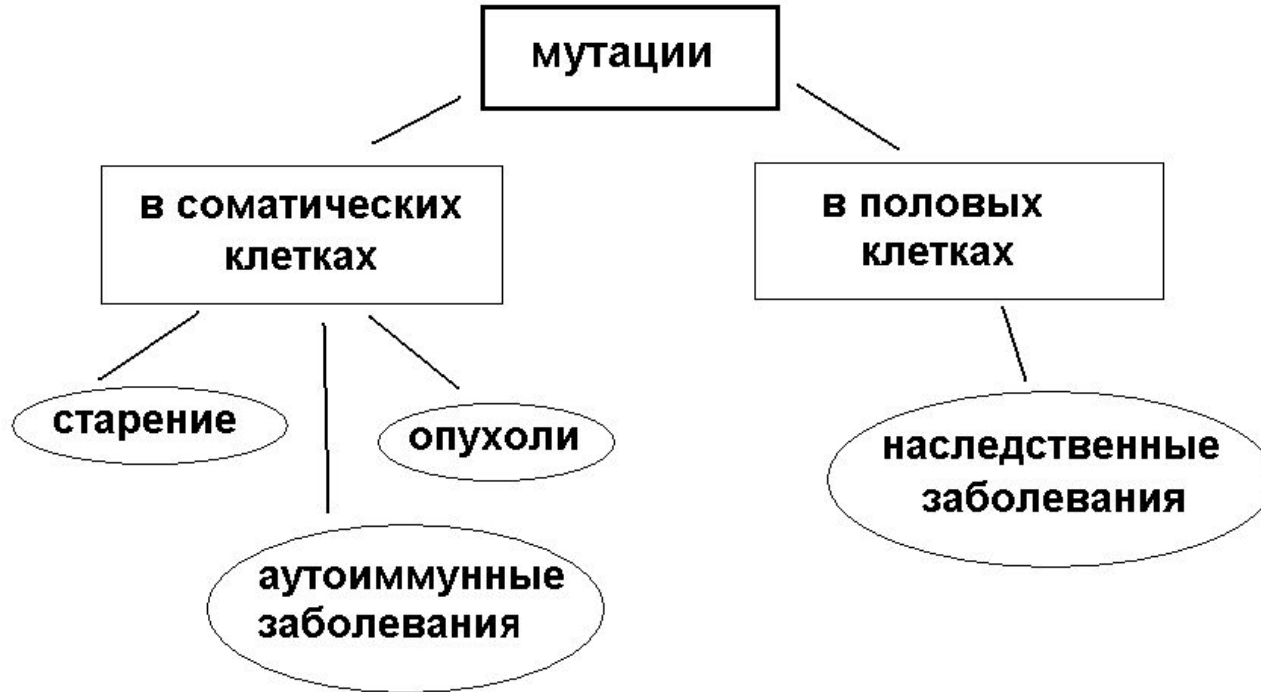 мутации
в соматических
клетках
в половых
клетках
старение
опухоли
аутоиммунные
заболевания
наследственные
заболевания